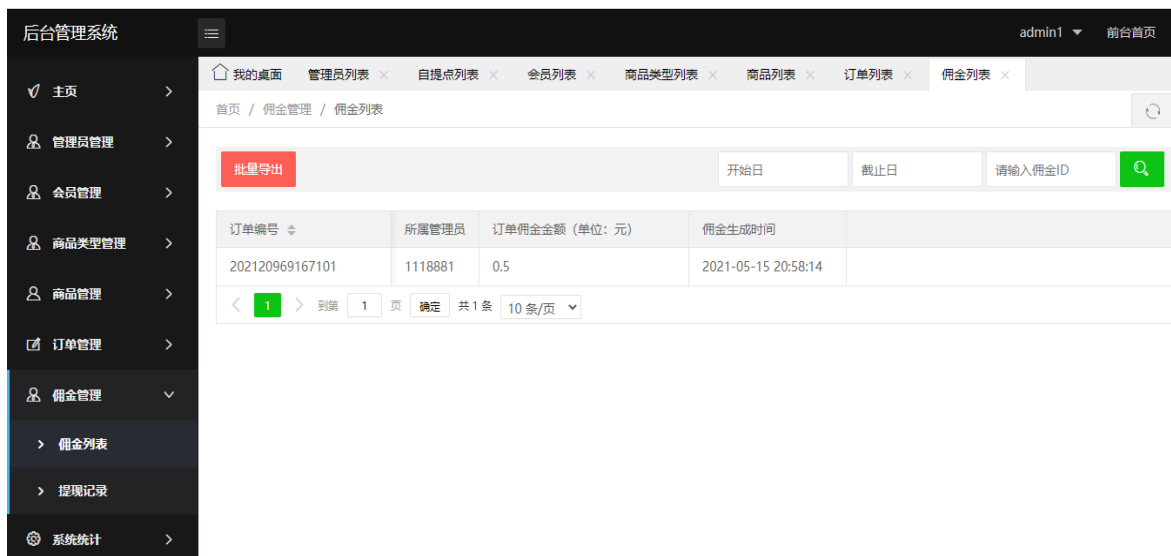 后台管理系统
admin1 前台首页
我的桌面 管理员列表 自提点列表 会员列表 商品类型列表 商品列表 订单列表 佣金列表
首页 / 佣金管理 / 佣金列表
主页
管理员管理
会员管理
商品类型管理
商品管理
订单管理
佣金管理
佣金列表
提现记录
系统统计
批量导出 开始日 截止日 请输入佣金ID
订单编号 所属管理员 订单佣金金额（单位：元） 佣金生成时间
202120969167101 1118881 0.5 2021-05-15 20:58:14
1 到第 1 页 确定 共1条 10条/页